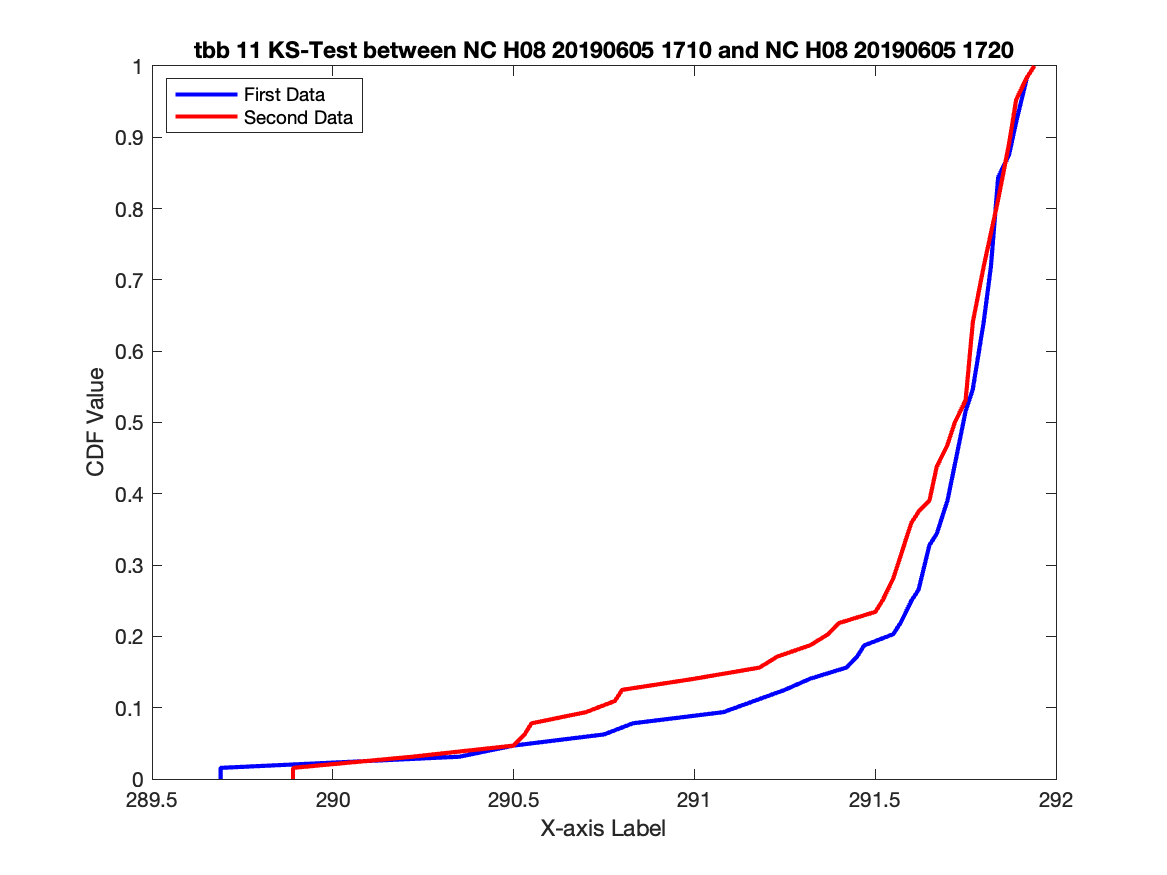 tbb 11 KS-Test between NC H08 20190605 1710 and NC H08 20190605 1720
First Data
Second Data
1
0.9
0.8
0.7
0.6
0.5
0.4
0.3
0.2
0.1
0
CDF Value
289.5 290 290.5 291 291.5 292
X-axis Label